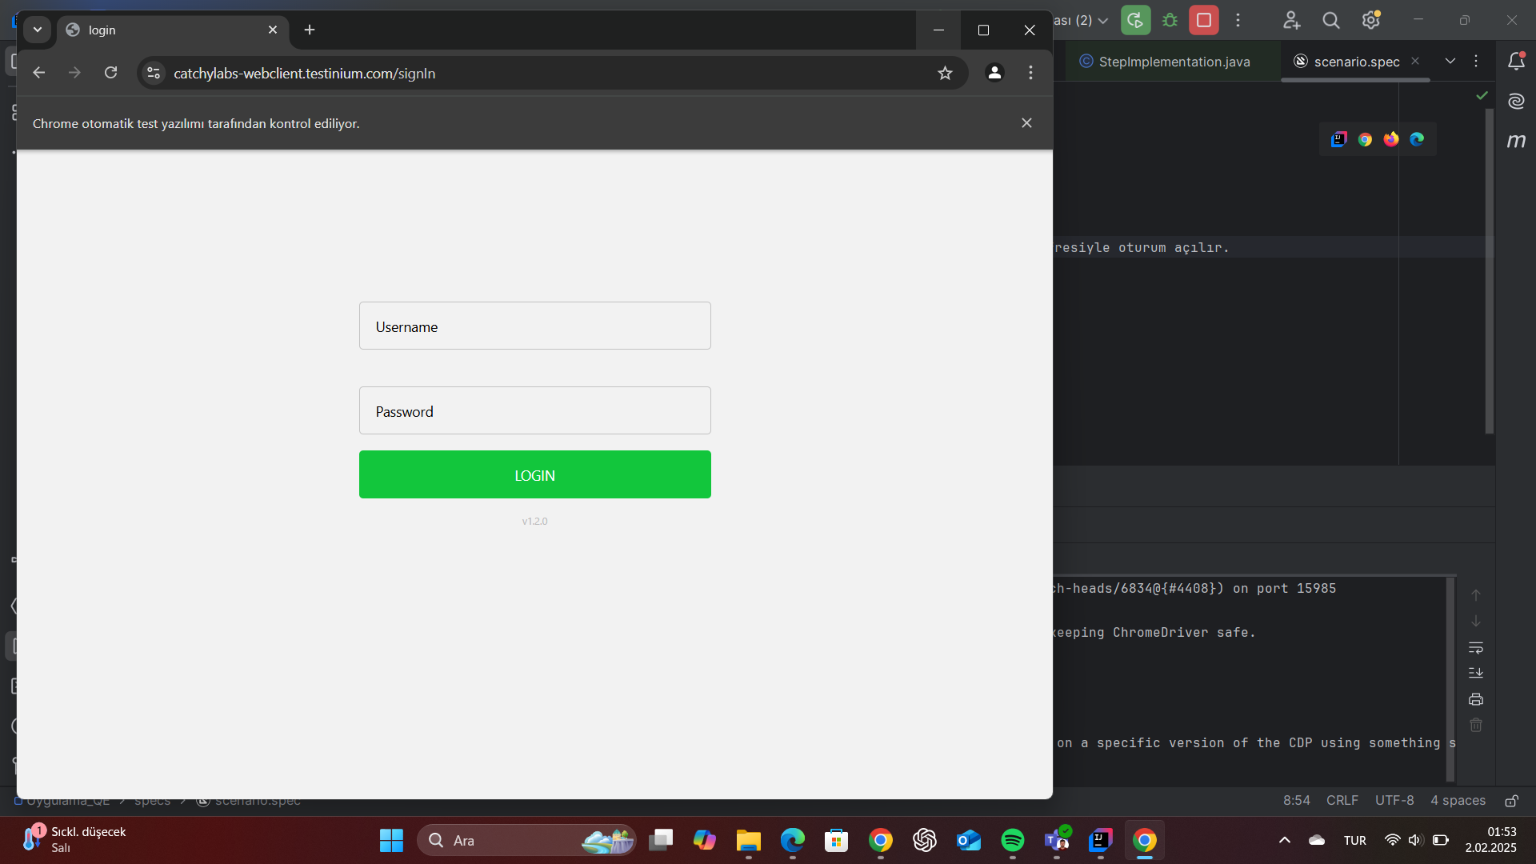 login
ası (2)
StepImplementation.java
scenario.spec
catchylabs-webclient.testinium.com/signIn
Chrome otomatik test yazılımı tarafından kontrol ediliyor.
m
resiyle oturum açılır.
Username
Password
LOGIN
v1.2.0
ch-heads/6834@{#4408}) on port 15985
keeping ChromeDriver safe.
on a specific version of the CDP using something s
Uygulama_QE > specs > scenario.spec
8:54 CRLF UTF-8 4 spaces
1
Sıckl. düşecek
Salı
Ara
TUR
01:53
2.02.2025